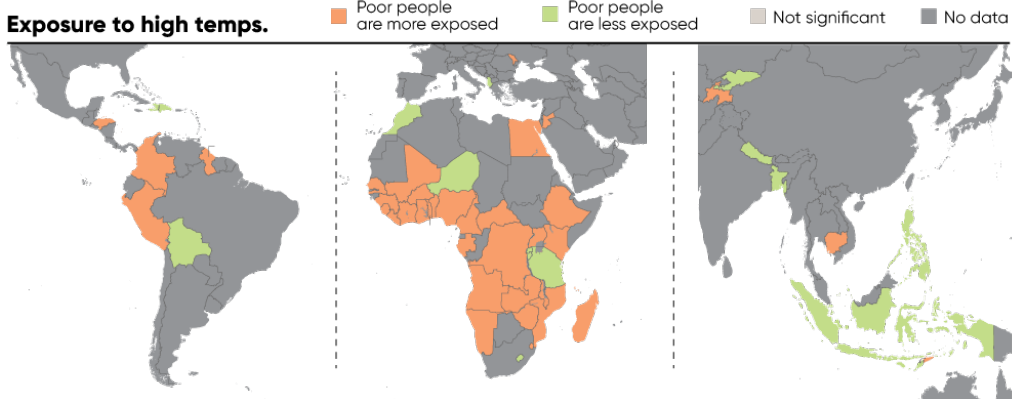 Exposure to high temps.
Poor people
are more exposed
Poor people
are less exposed
Not significant
No data